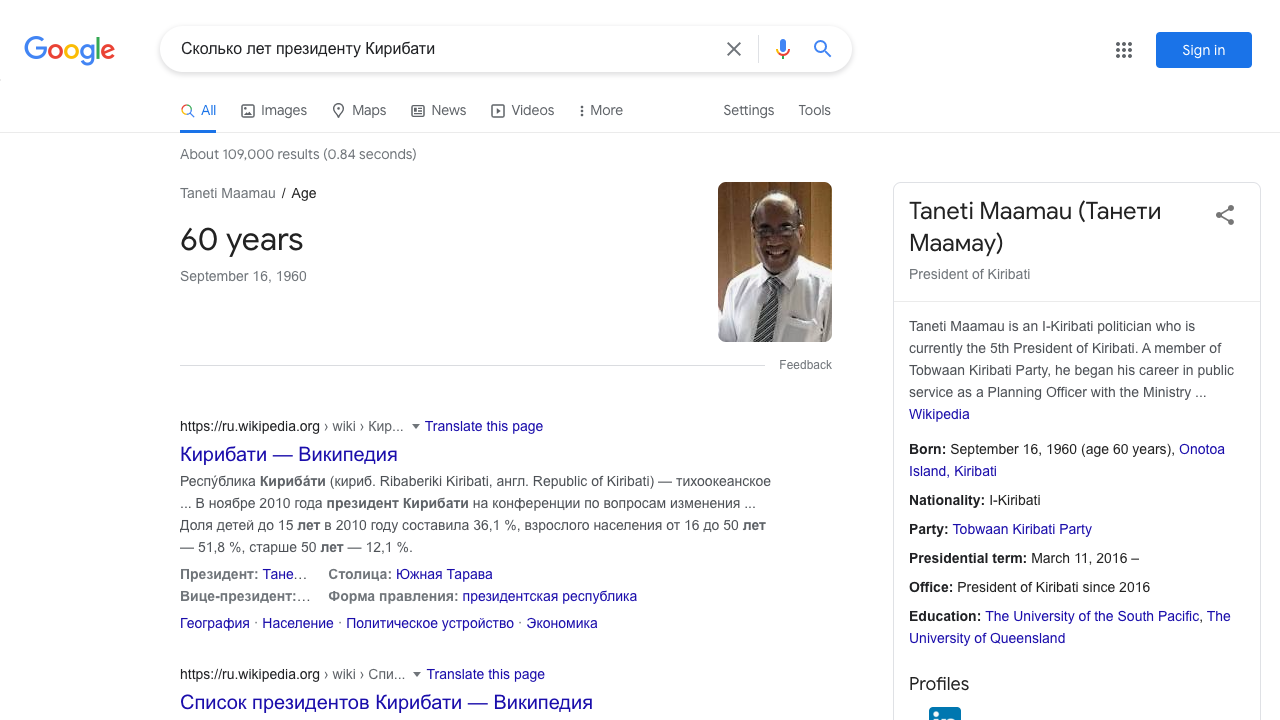 Google
Сколько лет президенту Кирибати
Sign in
All
Images
Maps
News
Videos
More
Settings
Tools
About 109,000 results (0.84 seconds)
Taneti Maamau / Age
60 years
September 16, 1960
Feedback
https://ru.wikipedia.org › wiki › Кир... Translate this page
Кирибати — Википедия
Респу́блика Кириба́ти (кириб. Ribaberiki Kiribati, англ. Republic of Kiribati) — тихоокеанское
... В ноябре 2010 года президент Кирибати на конференции по вопросам изменения ...
Доля детей до 15 лет в 2010 году составила 36,1 %, взрослого населения от 16 до 50 лет
— 51,8 %, старше 50 лет — 12,1 %.
Президент: Тане… Столица: Южная Тарава
Вице-президент:… Форма правления: президентская республика
География · Население · Политическое устройство · Экономика
https://ru.wikipedia.org › wiki › Спи... Translate this page
Список президентов Кирибати — Википедия
Taneti Maamau (Танети
Маамау)
President of Kiribati
Taneti Maamau is an I-Kiribati politician who is
currently the 5th President of Kiribati. A member of
Tobwaan Kiribati Party, he began his career in public
service as a Planning Officer with the Ministry ...
Wikipedia
Born: September 16, 1960 (age 60 years), Onotoa
Island, Kiribati
Nationality: I-Kiribati
Party: Tobwaan Kiribati Party
Presidential term: March 11, 2016 –
Office: President of Kiribati since 2016
Education: The University of the South Pacific, The
University of Queensland
Profiles